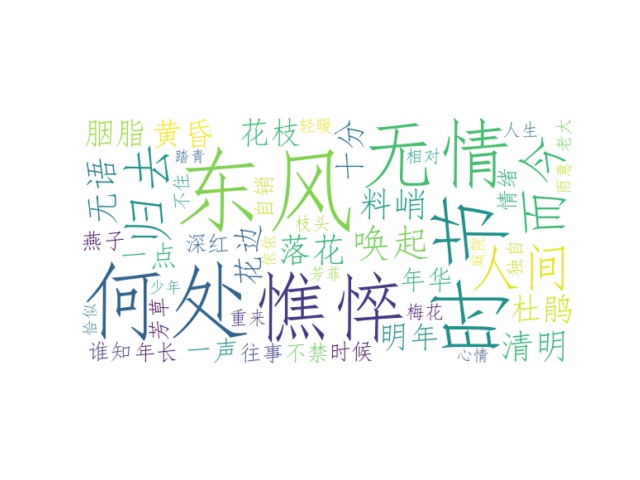 胭脂 黄昏 花枝 轻暖 十分 无情 人生 老大
无语 归去 踏青 不住 东风 自销 枝头 料峭 相对 情绪 而今 雨意
燕子 一点 深红 花边 依依 落花 唤起 时节 庭院 独自 人间
恰似 少年 芳草 何处 重来 憔悴 芳菲 年华 梅花 杜鹃
谁知 年长 一声 往事 不禁 时候 明年 心情 清明